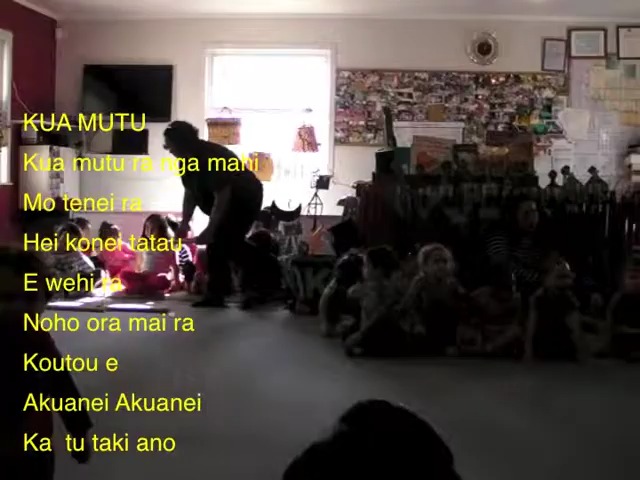 KUA MUTU
Kua mutu ra nga mahi
Mo tenei ra
Hei konei tatau
E wehi ra
Noho ora mai ra
Koutou e
Akuanei Akuanei
Ka  tu taki ano